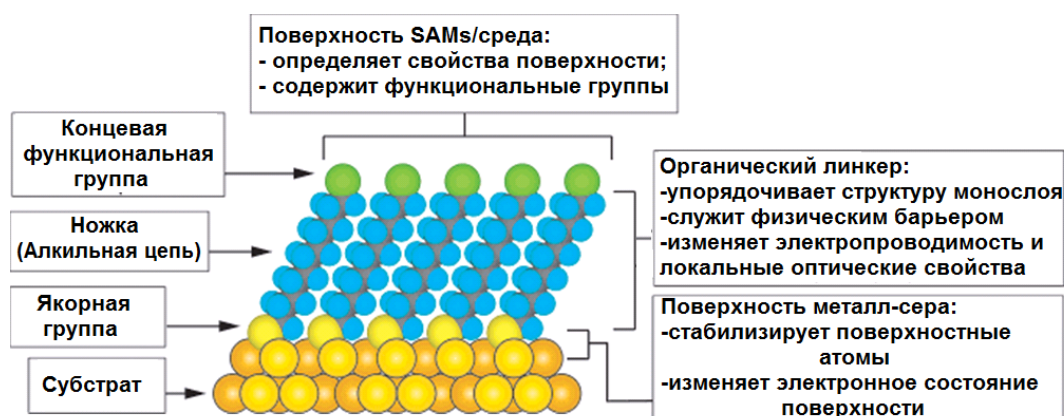 Поверхность SAMs/среда:
- определяет свойства поверхности;
- содержит функциональные группы
Концевая
функциональная
группа
Ножка
(Алкильная цепь)
Якорная
группа
Субстрат
Органический линкер:
-упорядочивает структуру монослоя
-служит физическим барьером
-изменяет электропроводимость и
локальные оптические свойства
Поверхность металл-сера:
-стабилизирует поверхностные
атомы
-изменяет электронное состояние
поверхности